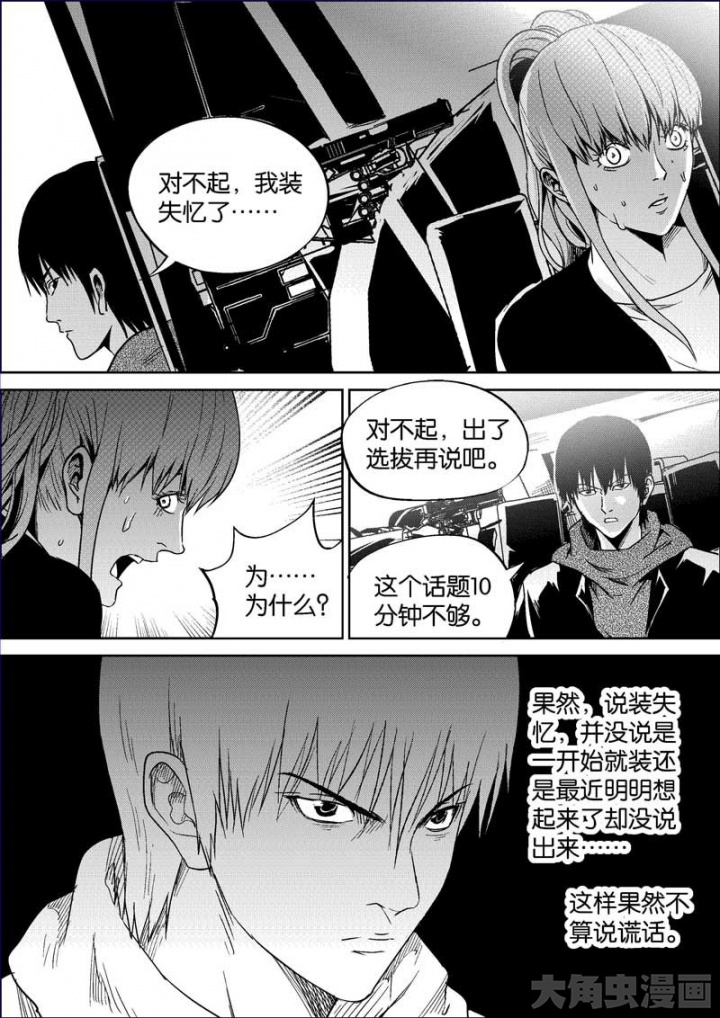 对不起，我装
失忆了……
为……
为什么？
对不起，出了
选拔再说吧。
这个话题10
分钟不够。
果然，说装失
忆，并没说是
一开始就装还
是最近明明想
起来了却没说
出来……
这样果然不
算说谎话。
大角虫漫画